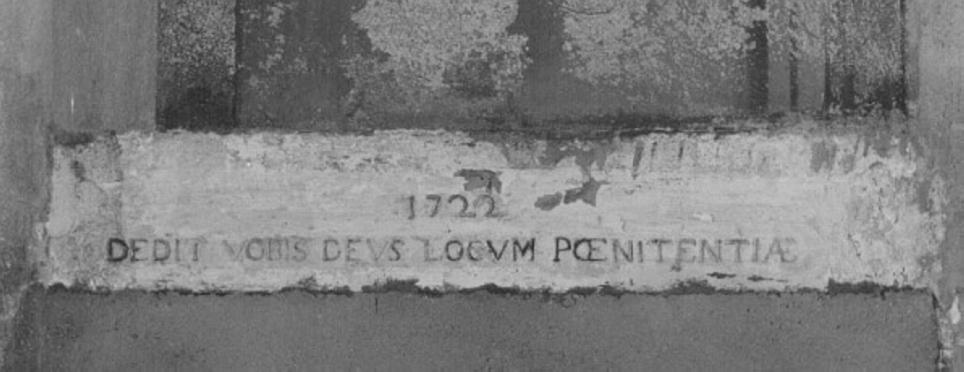 1722
DEDIT VOBIS DEVS LOCVM PŒNITENTIÆ